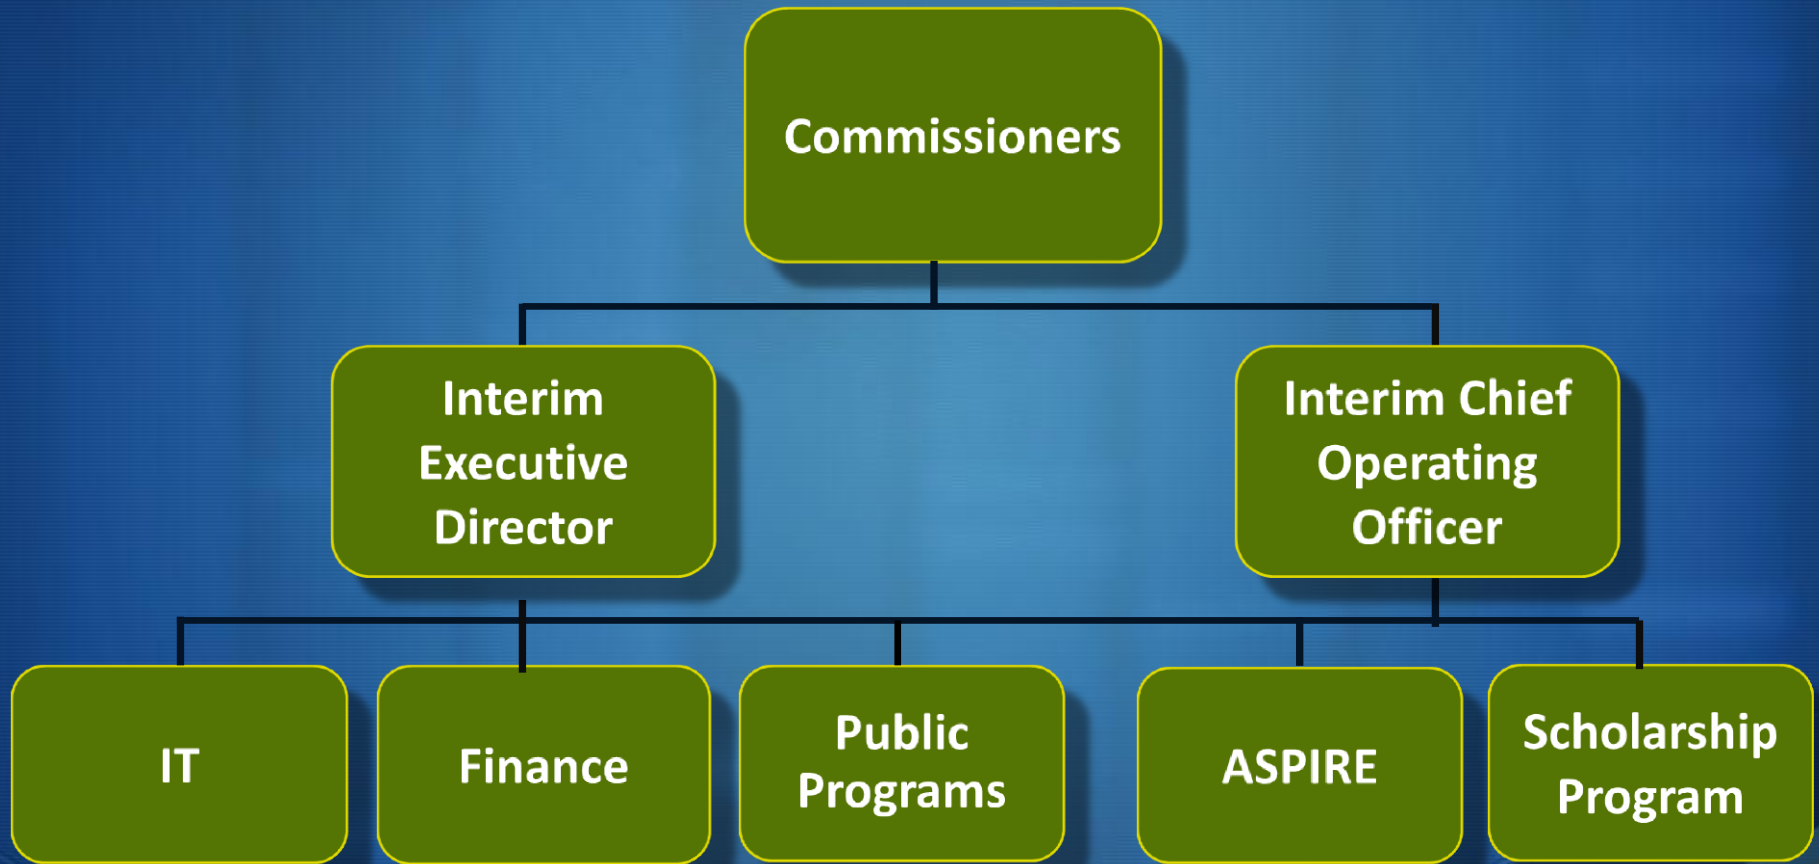 Commissioners
Interim
Executive
Director
Interim Chief
Operating
Officer
IT
Finance
Public
Programs
ASPIRE
Scholarship
Program